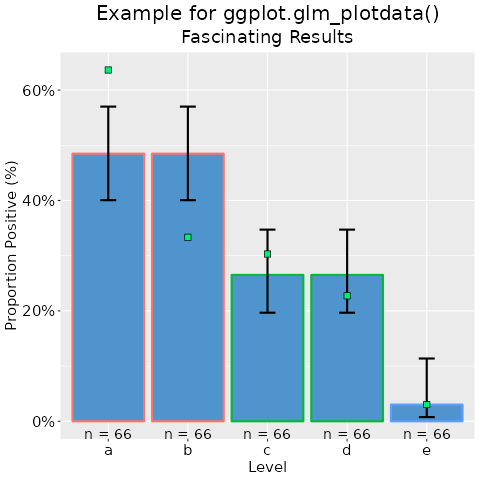 Example for ggplot.glm_plotdata()
Fascinating Results
Proportion Positive (%)
60%
40%
20%
0%
n = 66 n = 66 n = 66 n = 66 n = 66
a b c d e
Level